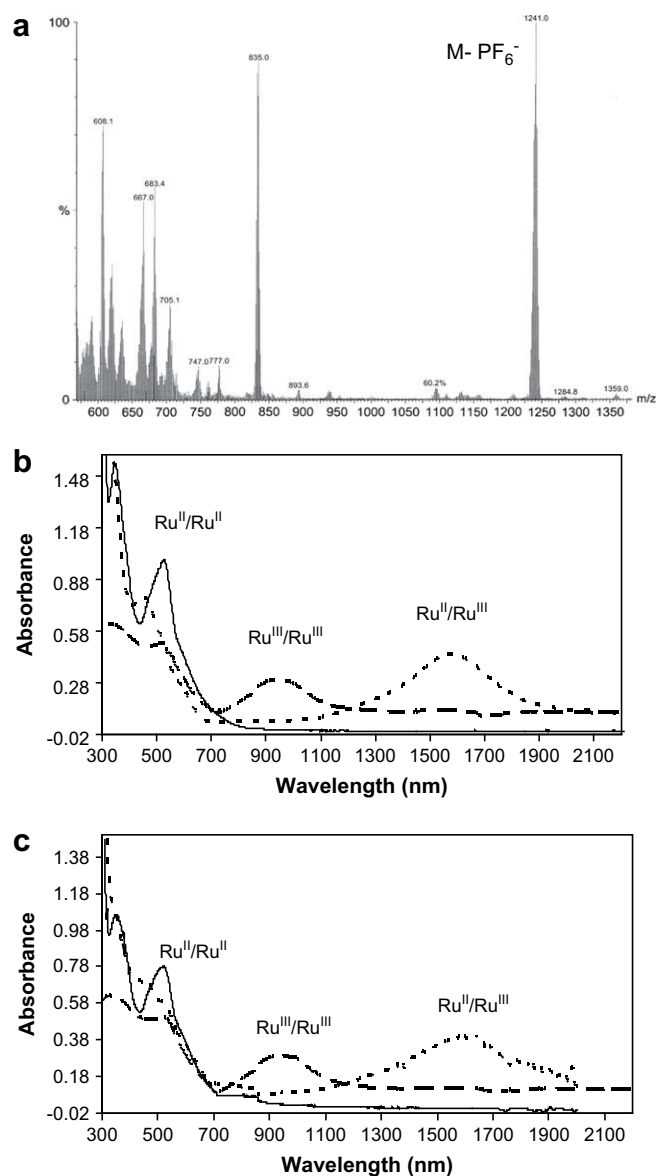 a
100
%
0
608.1
667.0
683.4
705.1
747.0
777.0
835.0
893.6
60.2%
M- PF6-
1241.0
1284.8
1359.0
600 650 700 750 800 850 900 950 1000 1050 1100 1150 1200 1250 1300 1350 m/z
b
Absorbance
1.48
1.18
0.88
0.58
0.28
-0.02
RuII/RuII
RuIII/RuIII
RuII/RuIII
300 500 700 900 1100 1300 1500 1700 1900 2100
Wavelength (nm)
c
Absorbance
1.38
1.18
0.98
0.78
0.58
0.38
0.18
-0.02
RuII/RuII
RuIII/RuIII
RuII/RuIII
300 500 700 900 1100 1300 1500 1700 1900 2100
Wavelength (nm)